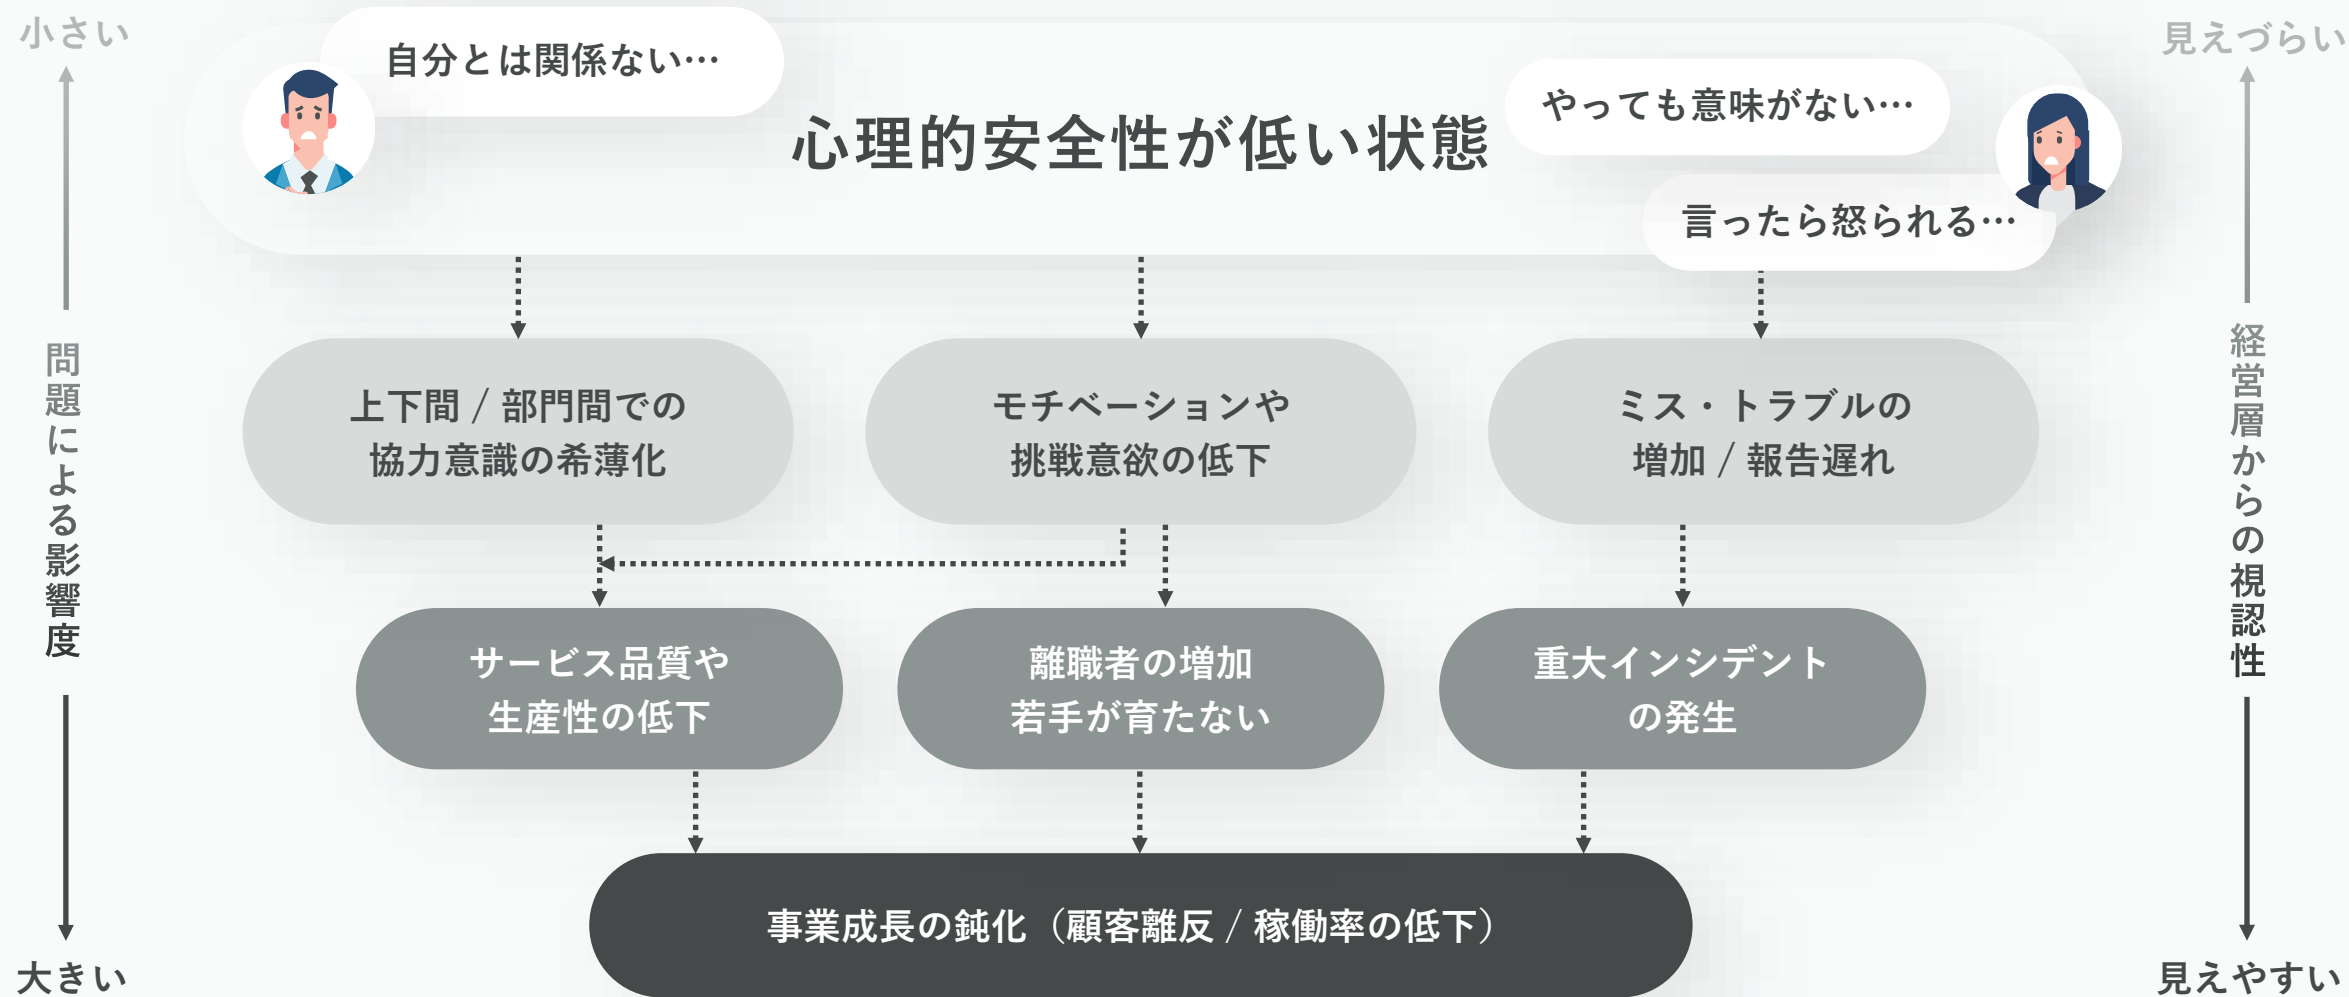 小さい
見えづらい
自分とは関係ない…
やっても意味がない…
心理的安全性が低い状態
言ったら怒られる…
問題による影響度
経営層からの視認性
上下間 / 部門間での
協力意識の希薄化
モチベーションや
挑戦意欲の低下
ミス・トラブルの
増加 / 報告遅れ
サービス品質や
生産性の低下
離職者の増加
若手が育たない
重大インシデント
の発生
事業成長の鈍化（顧客離反 / 稼働率の低下）
大きい
見えやすい